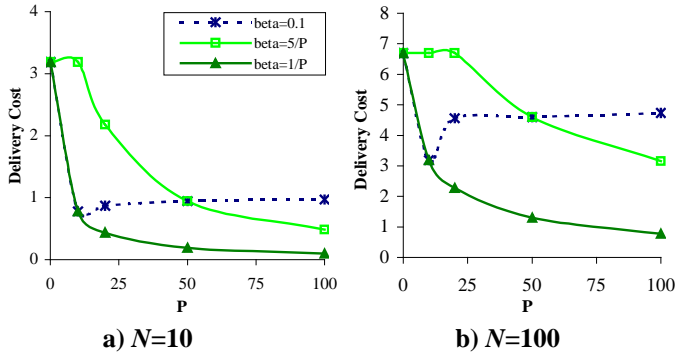 4
3
2
1
0
Delivery Cost
beta=0.1
beta=5/P
beta=1/P
0 25 50 75 100
P
a) N=10
8
7
6
5
4
3
2
1
0
Delivery Cost
0 25 50 75 100
P
b) N=100